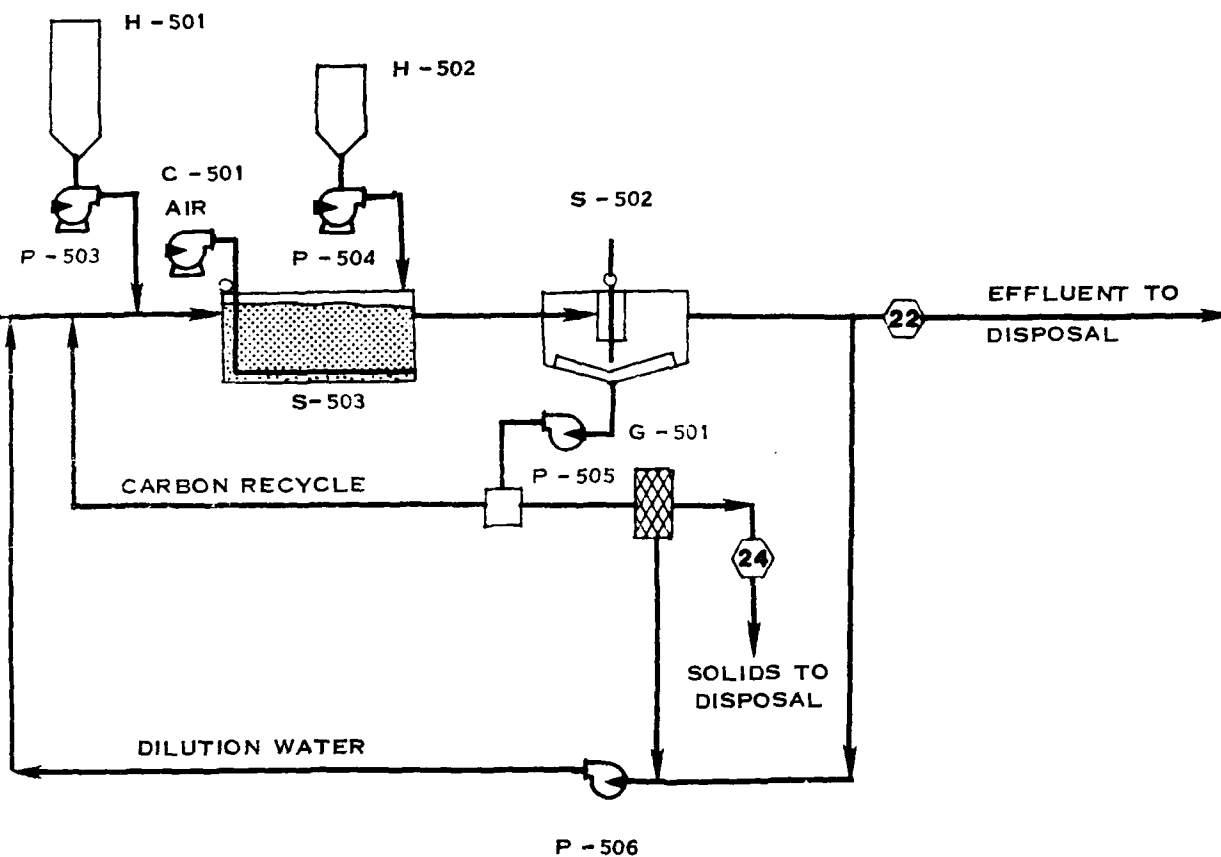 H-501
H-502
C-501
AIR
S-502
P-503
P-504
EFFLUENT TO
22
DISPOSAL
S-503
G-501
P-505
CARBON RECYCLE
24
SOLIDS TO
DISPOSAL
DILUTION WATER
P-506